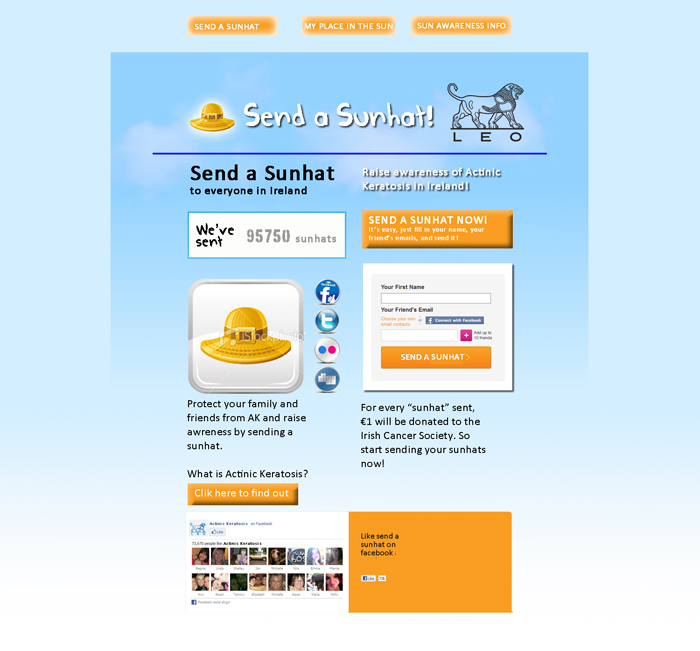 SEND A SUNHAT
MY PLACE IN THE SUN
SUN AWARENESS INFO
Send a Sunhat!
LEO
Send a Sunhat
to everyone in Ireland
Raise awareness of Actinic
Keratosis in Ireland!
We've
sent
95750 sunhats
SEND A SUNHAT NOW!
It's easy, just fill in your name, your
friend's emails, and send it!
Your First Name
Your Friend's Email
Choose your own
email contacts
Connect with Facebook
Add up to
10 friends
SEND A SUNHAT
iStockphoto
Protect your family and
friends from AK and raise
awreness by sending a
sunhat.
For every “sunhat” sent,
€1 will be donated to the
Irish Cancer Society. So
start sending your sunhats
now!
What is Actinic Keratosis?
Clik here to find out
Actinic Keratosis on Facebook
Like
people like Actinic Keratosis
Facebook social plugin
Like send a
sunhat on
facebook
Like